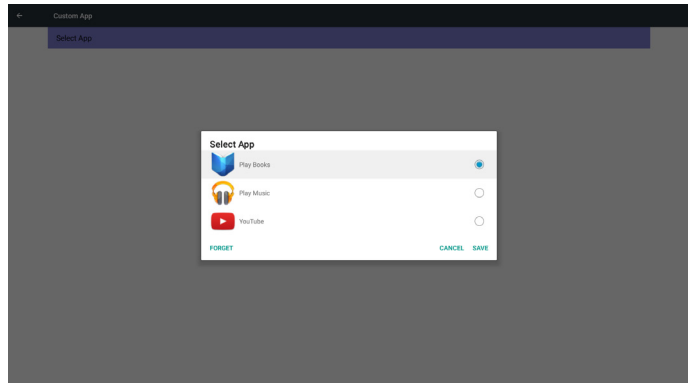 Custom App
Select App
Select App
Play Books
Play Music
YouTube
FORGET CANCEL SAVE